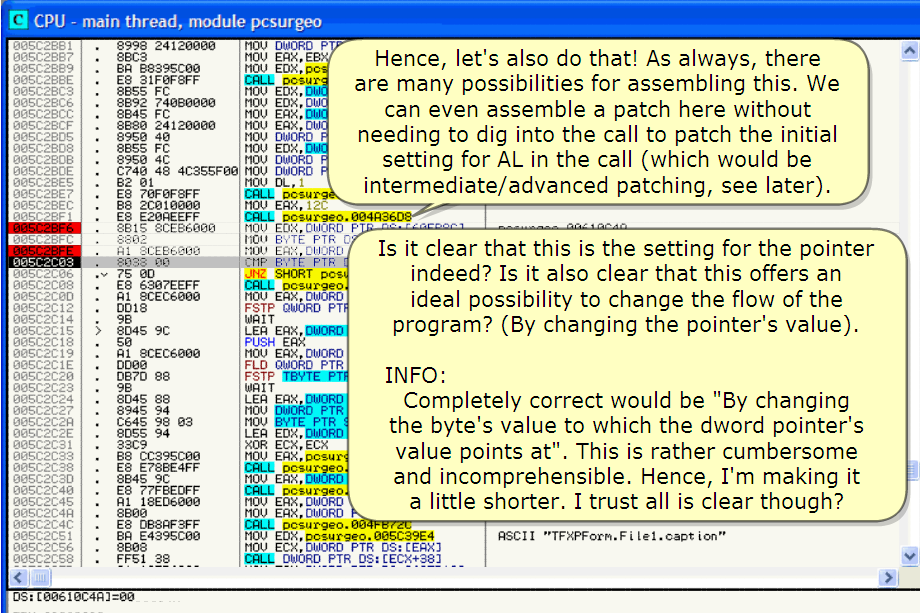 C CPU - main thread, module pcsurgeo
Hence, let's also do that! As always, there
are many possibilities for assembling this. We
can even assemble a patch here without
needing to dig into the call to patch the initial
setting for AL in the call (which would be
intermediate/advanced patching, see later).
Is it clear that this is the setting for the pointer
indeed? Is it also clear that this offers an
ideal possibility to change the flow of the
program? (By changing the pointer's value).
INFO:
Completely correct would be "By changing
the byte's value to which the dword pointer's
value points at". This is rather cumbersome
and incomprehensible. Hence, I'm making it
a little shorter. I trust all is clear though?
005C2BB1 . 8998 24120000 MOV DWORD PTR
005C2BB7 . 8BC3 MOV EAX,EBX
005C2BB9 . BA B8395C00 MOV EDX,pcs
005C2BBE . E8 31F0F8FF CALL pcsurg
005C2BC3 . 8B55 FC MOV EDX,DWO
005C2BC6 . 8B92 740B0000 MOV EDX,DWO
005C2BCC . 8B45 FC MOV EAX,DWO
005C2BCF . 8B80 24120000 MOV EAX,DWO
005C2BD5 . 8950 40 MOV DWORD P
005C2BD8 . 8B55 FC MOV EDX,DWO
005C2BDB . 8950 4C MOV DWORD P
005C2BDE . C740 48 4C355F00 MOV DWORD P
005C2BE5 . B2 01 MOV DL,1
005C2BE7 . E8 70F0F8FF CALL pcsurge
005C2BEC . B8 2C010000 MOV EAX,12C
005C2BF1 . E8 E20AEEFF CALL pcsurgeo.004A36D8
005C2BF6 . 8B15 8CEB6000 MOV EDX,DWORD PTR DS:[60EB8C] pcsurgeo.00610C4A
005C2BFC . 8802 MOV BYTE PTR DS
005C2BFE . A1 8CEB6000 MOV EAX,DWORD
005C2C03 . 8038 00 CMP BYTE PTR D
005C2C06 . 75 0D JNZ SHORT pcsu
005C2C08 . E8 6307EEFF CALL pcsurgeo.
005C2C0D . A1 8CEC6000 MOV EAX,DWORD
005C2C12 . DD18 FSTP QWORD PTR
005C2C14 . 9B WAIT
005C2C15 > 8D45 9C LEA EAX,DWORD
005C2C18 . 50 PUSH EAX
005C2C19 . A1 8CEC6000 MOV EAX,DWORD
005C2C1E . DD00 FLD QWORD PTR
005C2C20 . DB7D 88 FSTP TBYTE PTR
005C2C23 . 9B WAIT
005C2C24 . 8D45 88 LEA EAX,DWORD
005C2C27 . 8945 94 MOV DWORD PTR
005C2C2A . C645 98 03 MOV BYTE PTR S
005C2C2E . 8D55 94 LEA EDX,DWORD
005C2C31 . 33C9 XOR ECX,ECX
005C2C33 . B8 CC395C00 MOV EAX,pcsurg
005C2C38 . E8 E78BE4FF CALL pcsurgeo.
005C2C3D . 8B45 9C MOV EAX,DWORD
005C2C40 . E8 77FBEDFF CALL pcsurgeo.
005C2C45 . A1 18ED6000 MOV EAX,DWORD
005C2C4A . 8B00 MOV EAX,DWORD
005C2C4C . E8 DB8AF3FF CALL pcsurgeo.004FB72C
005C2C51 . BA E4395C00 MOV EDX,pcsurgeo.005C39E4 ASCII "TFXPForm.File1.caption"
005C2C56 . 8B08 MOV ECX,DWORD PTR DS:[EAX]
005C2C58 . FF51 38 CALL DWORD PTR DS:[ECX+38]
DS:[00610C4A]=00